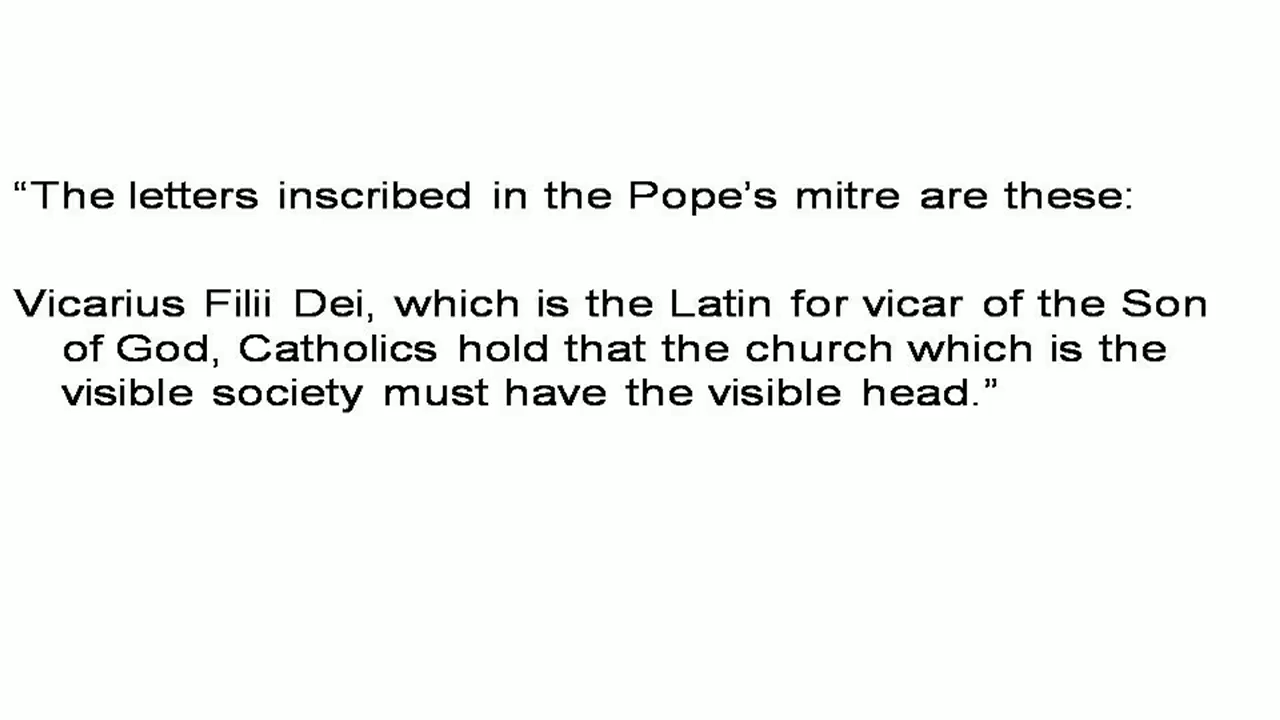 “The letters inscribed in the Pope’s mitre are these:
Vicarius Filii Dei, which is the Latin for vicar of the Son
of God, Catholics hold that the church which is the
visible society must have the visible head.”